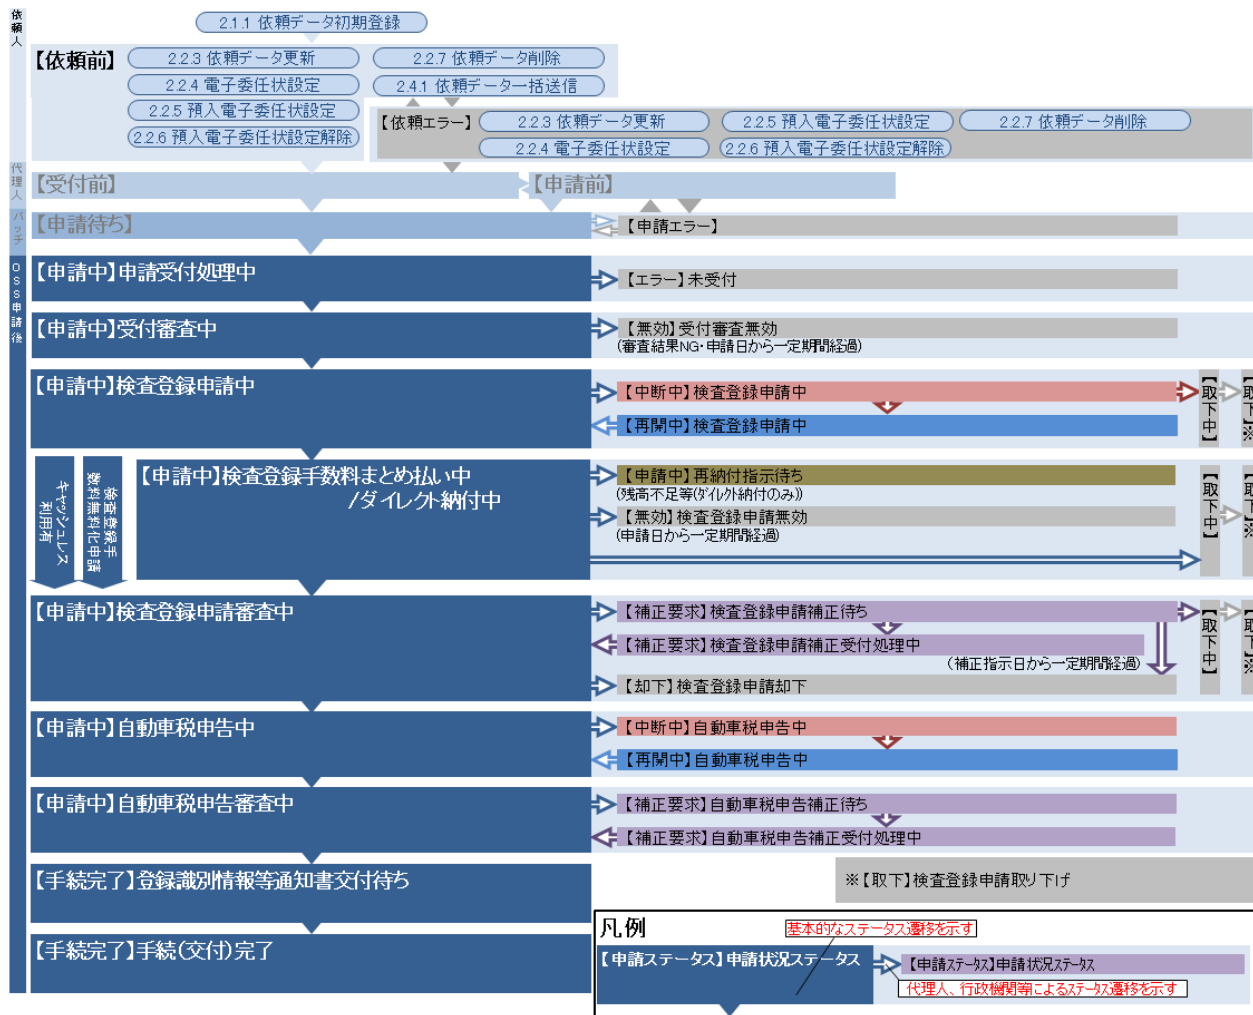 依頼人
2.1.1 依頼データ初期登録
【依頼前】
2.2.3 依頼データ更新
2.2.7 依頼データ削除
2.2.4 電子委任状設定
2.4.1 依頼データ一括送信
2.2.5 預入電子委任状設定
2.2.6 預入電子委任状設定解除
【依頼エラー】
2.2.3 依頼データ更新
2.2.5 預入電子委任状設定
2.2.7 依頼データ削除
2.2.4 電子委任状設定
2.2.6 預入電子委任状設定解除
代理人
【受付前】
【申請前】
バッチ
【申請待ち】
【申請エラー】
OSS申請後
【申請中】申請受付処理中
【エラー】未受付
【申請中】受付審査中
【無効】受付審査無効
(審査結果NG・申請日から一定期間経過)
【申請中】検査登録申請中
【中断中】検査登録申請中
【再開中】検査登録申請中
【取下中】
【取下】※
検査登録手数料無料化申請
キャッシュレス利用有
【申請中】検査登録手数料まとめ払い中
/ダイレクト納付中
【申請中】再納付指示待ち
(残高不足等(ダイレクト納付のみ))
【無効】検査登録申請無効
(申請日から一定期間経過)
【取下中】
【取下】※
【申請中】検査登録申請審査中
【補正要求】検査登録申請補正待ち
【補正要求】検査登録申請補正受付処理中
(補正指示日から一定期間経過)
【却下】検査登録申請却下
【取下中】
【取下】※
【申請中】自動車税申告中
【中断中】自動車税申告中
【再開中】自動車税申告中
【申請中】自動車税申告審査中
【補正要求】自動車税申告補正待ち
【補正要求】自動車税申告補正受付処理中
【手続完了】登録識別情報等通知書交付待ち
※【取下】検査登録申請取り下げ
【手続完了】手続(交付)完了
凡例
基本的なステータス遷移を示す
【申請ステータス】申請状況ステータス
【申請ステータス】申請状況ステータス
代理人、行政機関等によるステータス遷移を示す